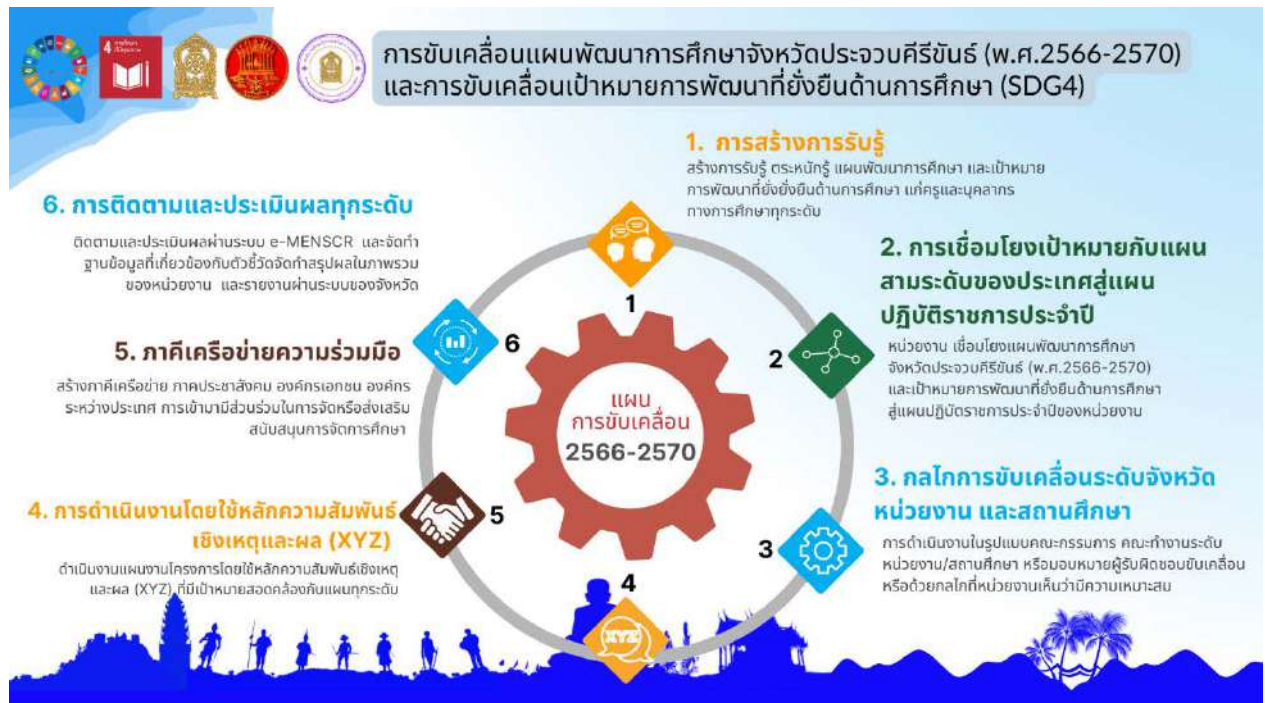 4 การศึกษา
ที่มีคุณภาพ
การขับเคลื่อนแผนพัฒนาการศึกษาจังหวัดประจวบคีรีขันธ์ (พ.ศ.2566-2570)
และการขับเคลื่อนเป้าหมายการพัฒนาที่ยั่งยืนด้านการศึกษา (SDG4)
1. การสร้างการรับรู้
สร้างการรับรู้ ตระหนักรู้ แผนพัฒนาการศึกษา และเป้าหมาย
การพัฒนาที่ยั่งยั่งยืนด้านการศึกษา แก่ครูและบุคลากร
ทางการศึกษาทุกระดับ
2. การเชื่อมโยงเป้าหมายกับแผน
สามระดับของประเทศสู่แผน
ปฏิบัติราชการประจำปี
หน่วยงาน เชื่อมโยงแผนพัฒนาการศึกษา
จังหวัดประจวบคีรีขันธ์ (พ.ศ.2566-2570)
และเป้าหมายการพัฒนาที่ยั่งยืนด้านการศึกษา
สู่แผนปฏิบัตราชการประจำปีของหน่วยงาน
3. กลไกการขับเคลื่อนระดับจังหวัด
หน่วยงาน และสถานศึกษา
การดำเนินงานในรูปแบบคณะกรรมการ คณะทำงานระดับ
หน่วยงาน/สถานศึกษา หรือมอบหมายผู้รับผิดชอบขับเคลื่อน
หรือด้วยกลไกที่หน่วยงานเห็นว่ามีความเหมาะสม
4. การดำเนินงานโดยใช้หลักความสัมพันธ์
เชิงเหตุและผล (XYZ)
ดำเนินงานแผนงานโครงการโดยใช้หลักความสัมพันธ์เชิงเหตุ
และผล (XYZ) ที่มีเป้าหมายสอดคล้องกับแผนทุกระดับ
5. ภาคีเครือข่ายความร่วมมือ
สร้างภาคีเครือข่าย ภาคประชาสังคม องค์กรเอกชน องค์กร
ระหว่างประเทศ การเข้ามามีส่วนร่วมในการจัดหรือส่งเสริม
สนับสนุนการจัดการศึกษา
6. การติดตามและประเมินผลทุกระดับ
ติดตามและประเมินผลผ่านระบบ e-MENSCR และจัดทำ
ฐานข้อมูลที่เกี่ยวข้องกับตัวชี้วัดจัดทำสรุปผลในภาพรวม
ของหน่วยงาน และรายงานผ่านระบบของจังหวัด
แผน
การขับเคลื่อน
2566-2570
1
2
3
4
5
6
XYZ